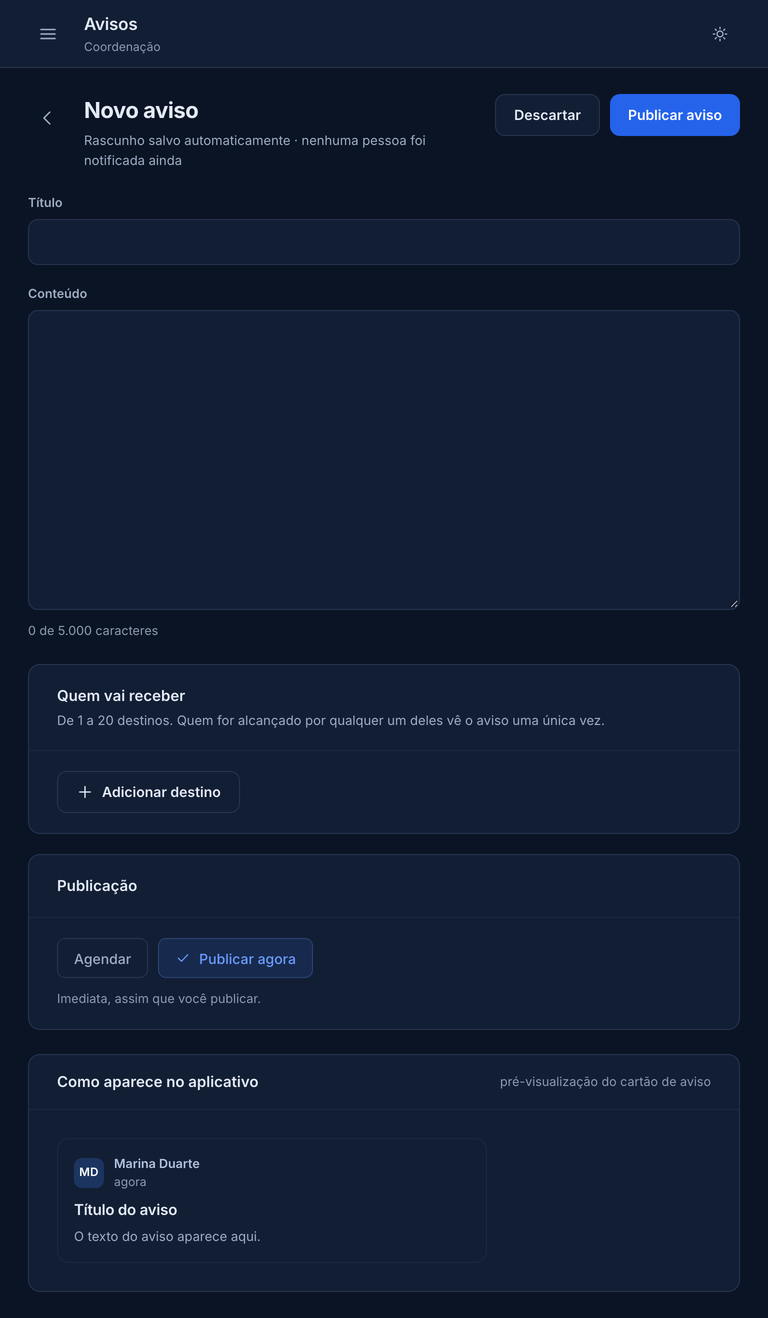 Avisos
Coordenação
Novo aviso
Rascunho salvo automaticamente · nenhuma pessoa foi
notificada ainda
Descartar
Publicar aviso
Título
Conteúdo
0 de 5.000 caracteres
Quem vai receber
De 1 a 20 destinos. Quem for alcançado por qualquer um deles vê o aviso uma única vez.
Adicionar destino
Publicação
Agendar
Publicar agora
Imediata, assim que você publicar.
Como aparece no aplicativo
pré-visualização do cartão de aviso
MD
Marina Duarte
agora
Título do aviso
O texto do aviso aparece aqui.